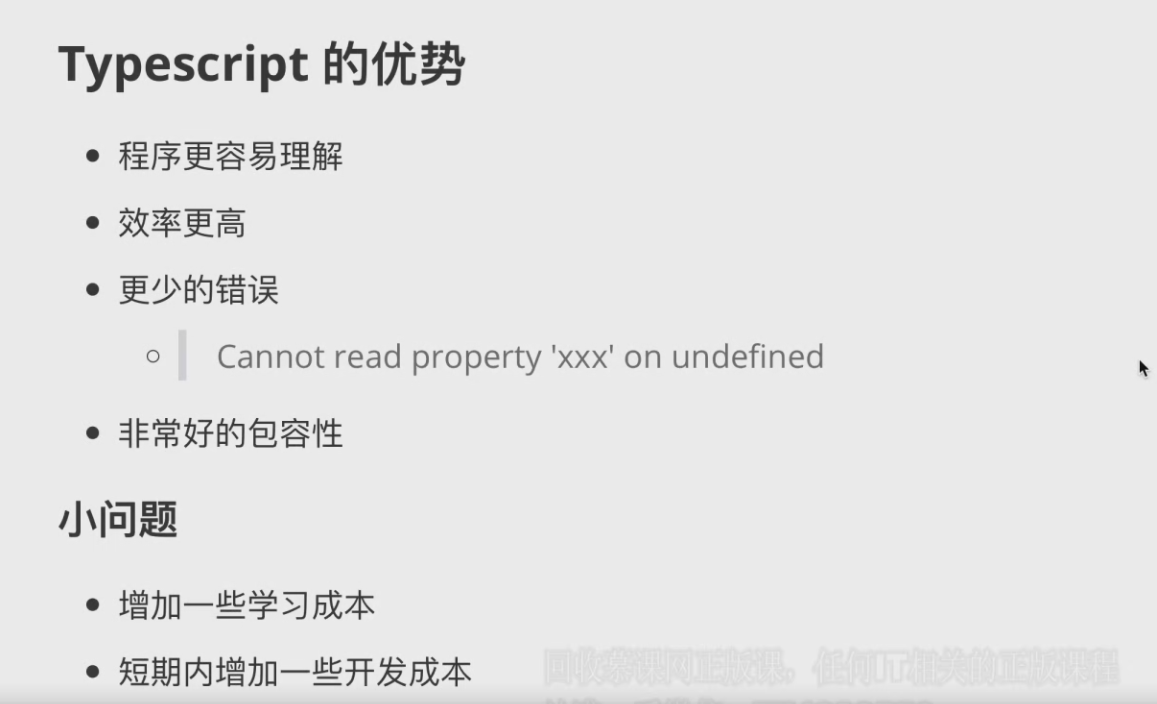 Typescript 的优势
程序更容易理解
效率更高
更少的错误
Cannot read property 'xxx' on undefined
非常好的包容性
小问题
增加一些学习成本
短期内增加一些开发成本
回收慕课网正版课，任何IT相关的正版课程